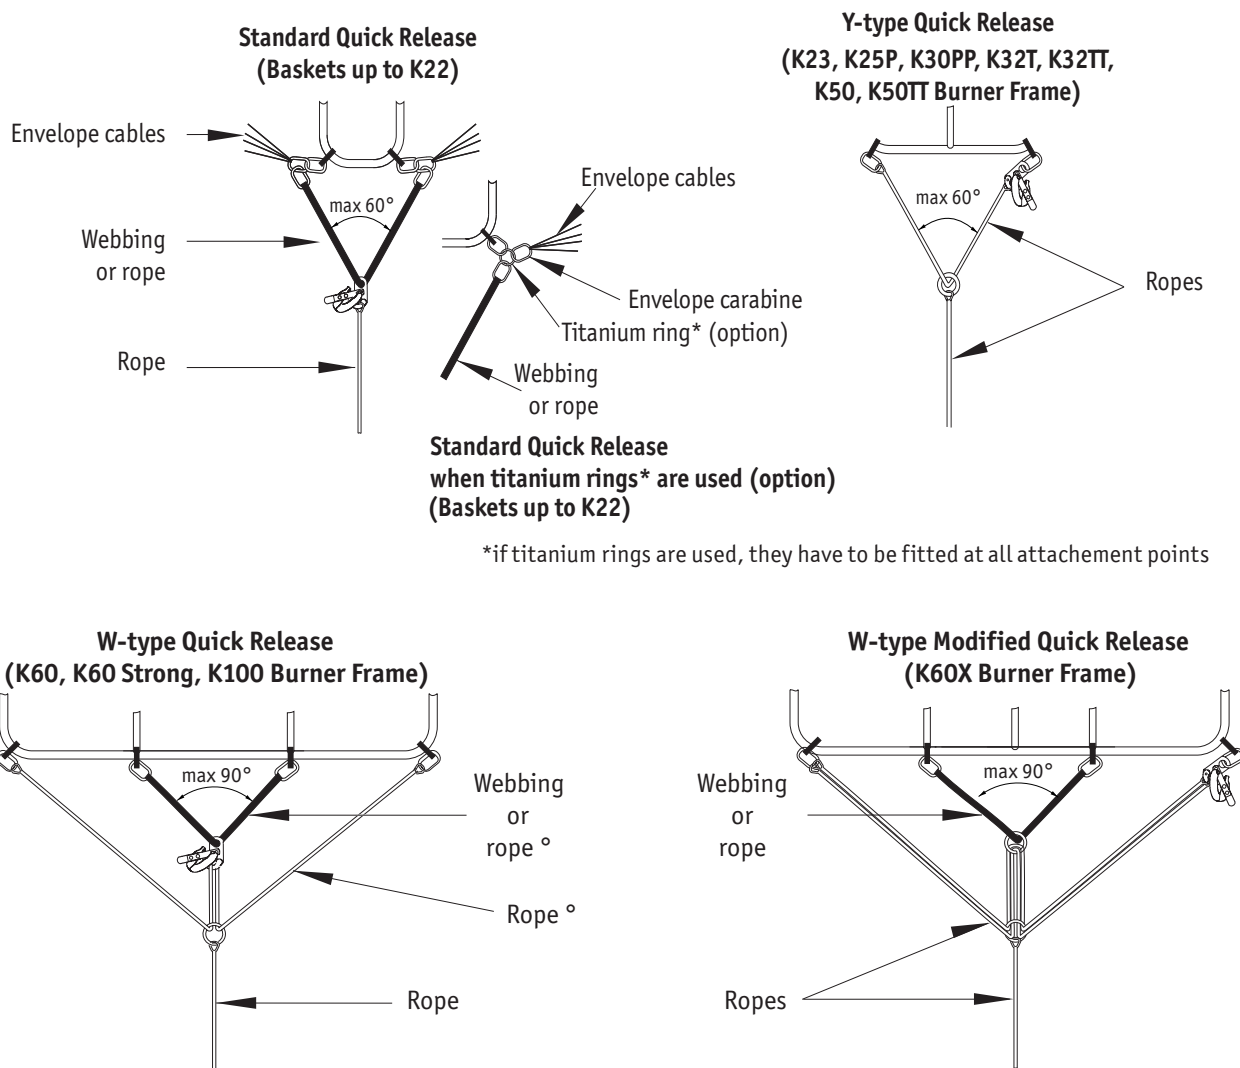 Standard Quick Release
(Baskets up to K22)
Envelope cables
max 60°
Webbing
or rope
Rope
Envelope cables
Envelope carabine
Titanium ring* (option)
Webbing
or rope
Standard Quick Release
when titanium rings* are used (option)
(Baskets up to K22)
Y-type Quick Release
(K23, K25P, K30PP, K32T, K32TT,
K50, K50TT Burner Frame)
max 60°
Ropes
*if titanium rings are used, they have to be fitted at all attachement points
W-type Quick Release
(K60, K60 Strong, K100 Burner Frame)
max 90°
Webbing
or
rope °
Rope °
Rope
W-type Modified Quick Release
(K60X Burner Frame)
max 90°
Webbing
or
rope
Ropes